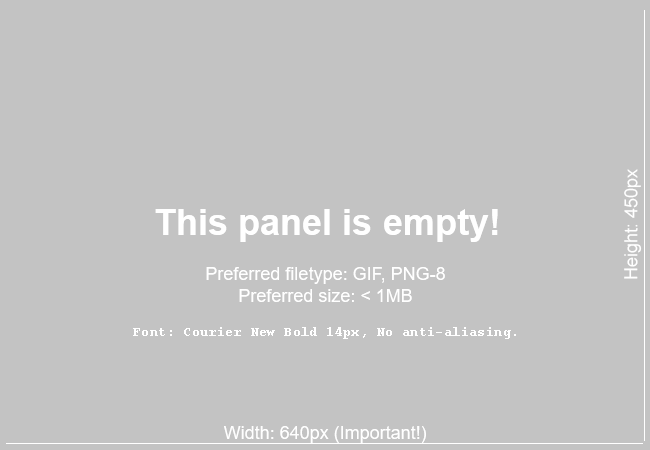 This panel is empty!
Preferred filetype: GIF, PNG-8
Preferred size: < 1MB
Font: Courier New Bold 14px, No anti-aliasing.
Width: 640px (Important!)
Height: 450px